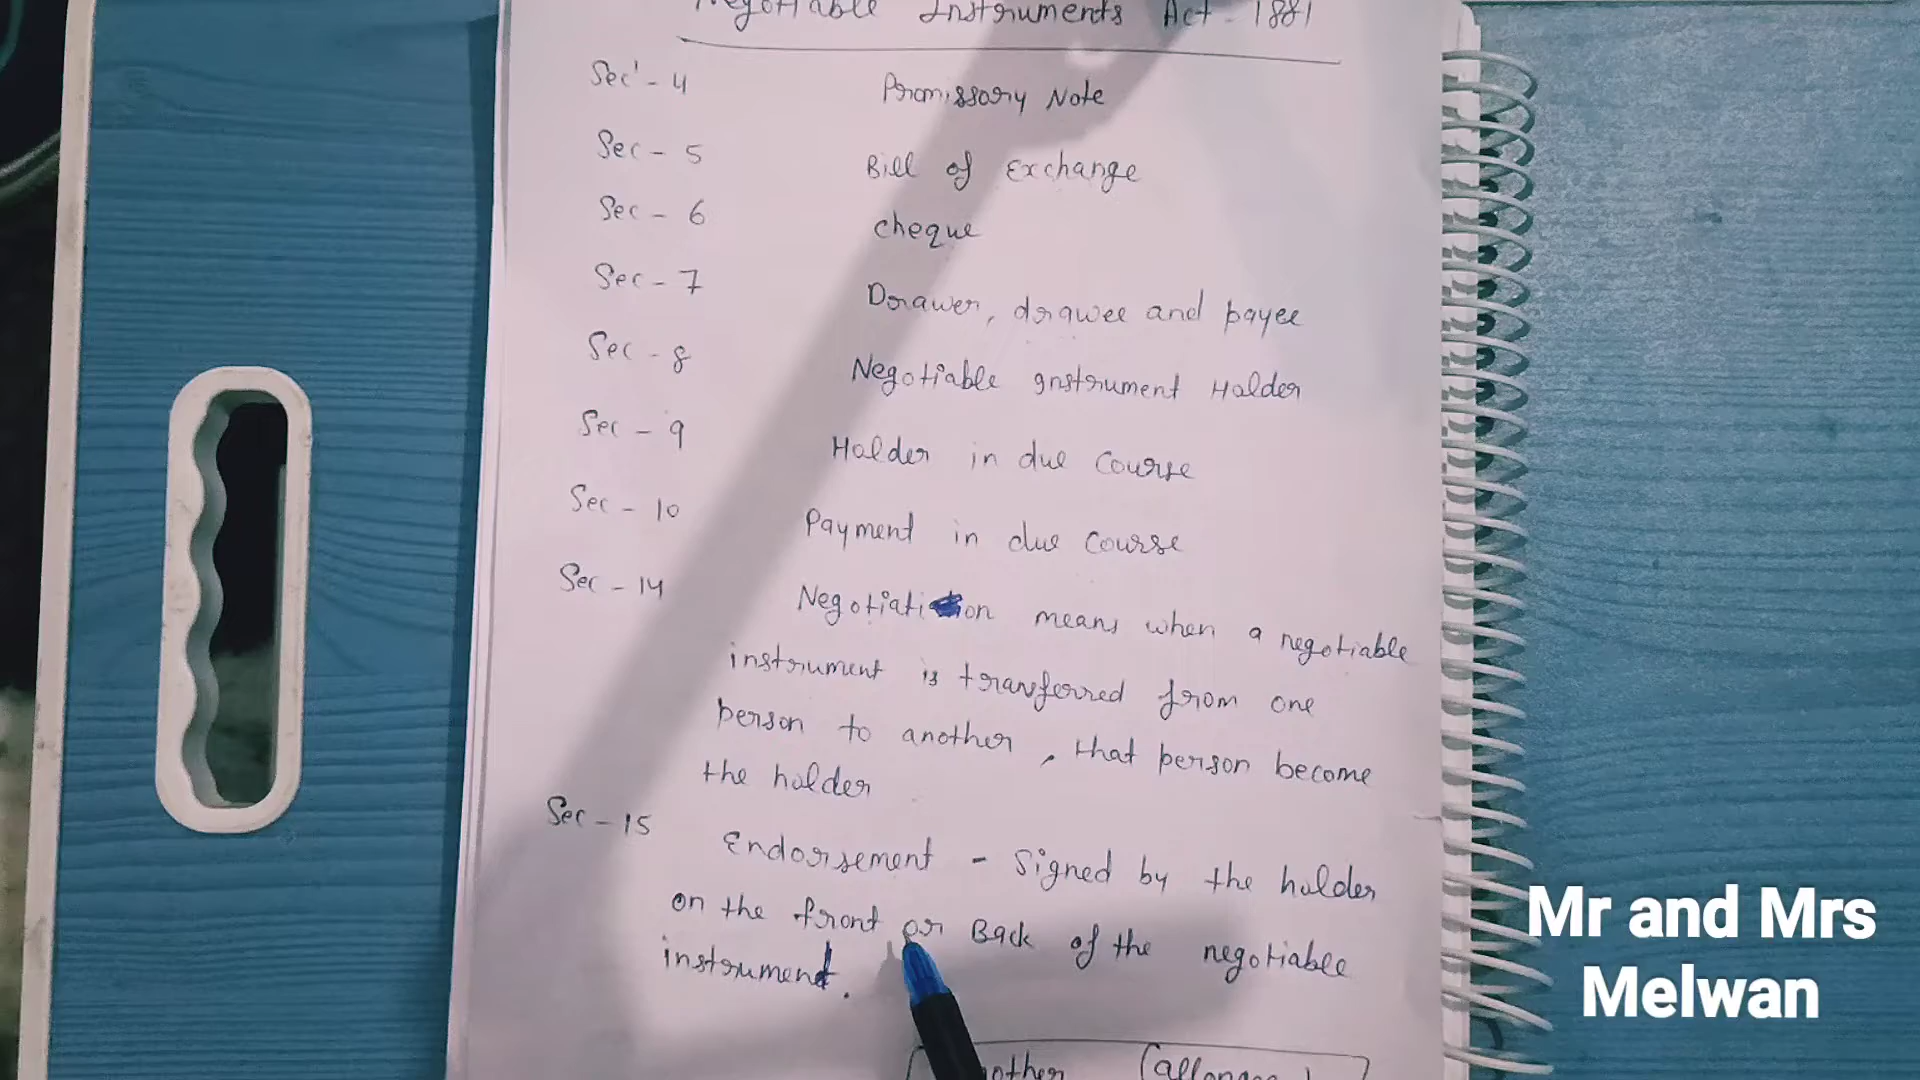 Negotiable Instruments Act - 1881
Sec - 4 Promissory Note
Sec - 5 Bill of Exchange
Sec - 6 cheque
Sec - 7 Drawer, drawee and payee
Sec - 8 Negotiable Instrument Holder
Sec - 9 Holder in due course
Sec - 10 Payment in due course
Sec - 14 Negotiation means when a negotiable
instrument is transferred from one
person to another, that person become
the holder
Sec - 15 Endorsement - Signed by the holder
on the front or Back of the negotiable
instrument.
Mr and Mrs
Melwan